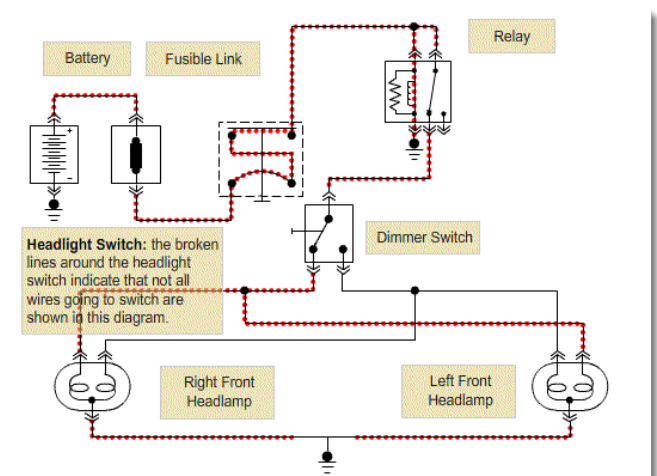 Relay
Battery
Fusible Link
+
-
Dimmer Switch
Headlight Switch: the broken
lines around the headlight
switch indicate that not all
wires going to switch are
shown in this diagram.
Right Front
Headlamp
Left Front
Headlamp